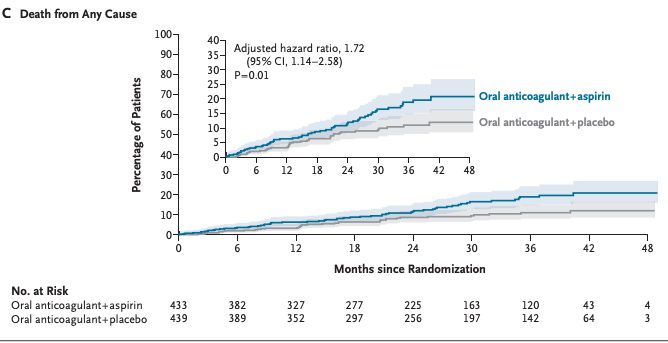 C Death from Any Cause
Percentage of Patients
100
90
80
70
60
50
40
30
20
10
0
40
35
30
25
20
15
10
5
0
Adjusted hazard ratio, 1.72
(95% CI, 1.14–2.58)
P=0.01
0 6 12 18 24 30 36 42 48
Oral anticoagulant+aspirin
Oral anticoagulant+placebo
0 6 12 18 24 30 36 42 48
Months since Randomization
No. at Risk
Oral anticoagulant+aspirin 433 382 327 277 225 163 120 43 4
Oral anticoagulant+placebo 439 389 352 297 256 197 142 64 3